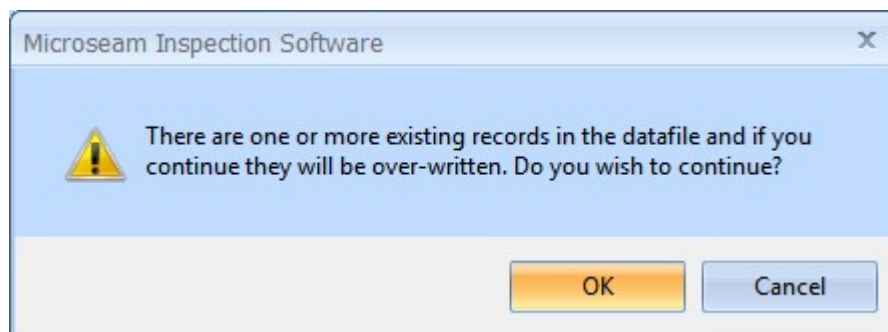 Microseam Inspection Software
There are one or more existing records in the datafile and if you
continue they will be over-written. Do you wish to continue?
OK
Cancel